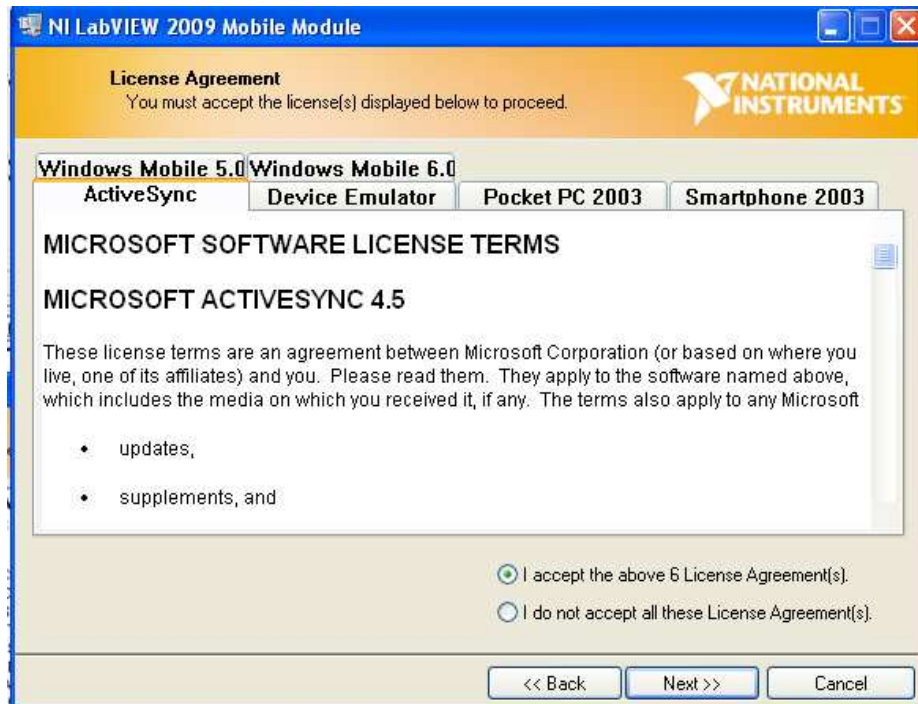 NI LabVIEW 2009 Mobile Module
License Agreement
You must accept the license(s) displayed below to proceed.
NATIONAL
INSTRUMENTS
Windows Mobile 5.0 Windows Mobile 6.0
ActiveSync Device Emulator Pocket PC 2003 Smartphone 2003
MICROSOFT SOFTWARE LICENSE TERMS
MICROSOFT ACTIVESYNC 4.5
These license terms are an agreement between Microsoft Corporation (or based on where you
live, one of its affiliates) and you. Please read them. They apply to the software named above,
which includes the media on which you received it, if any. The terms also apply to any Microsoft
• updates,
• supplements, and
I accept the above 6 License Agreement(s).
I do not accept all these License Agreement(s).
<< Back Next >> Cancel